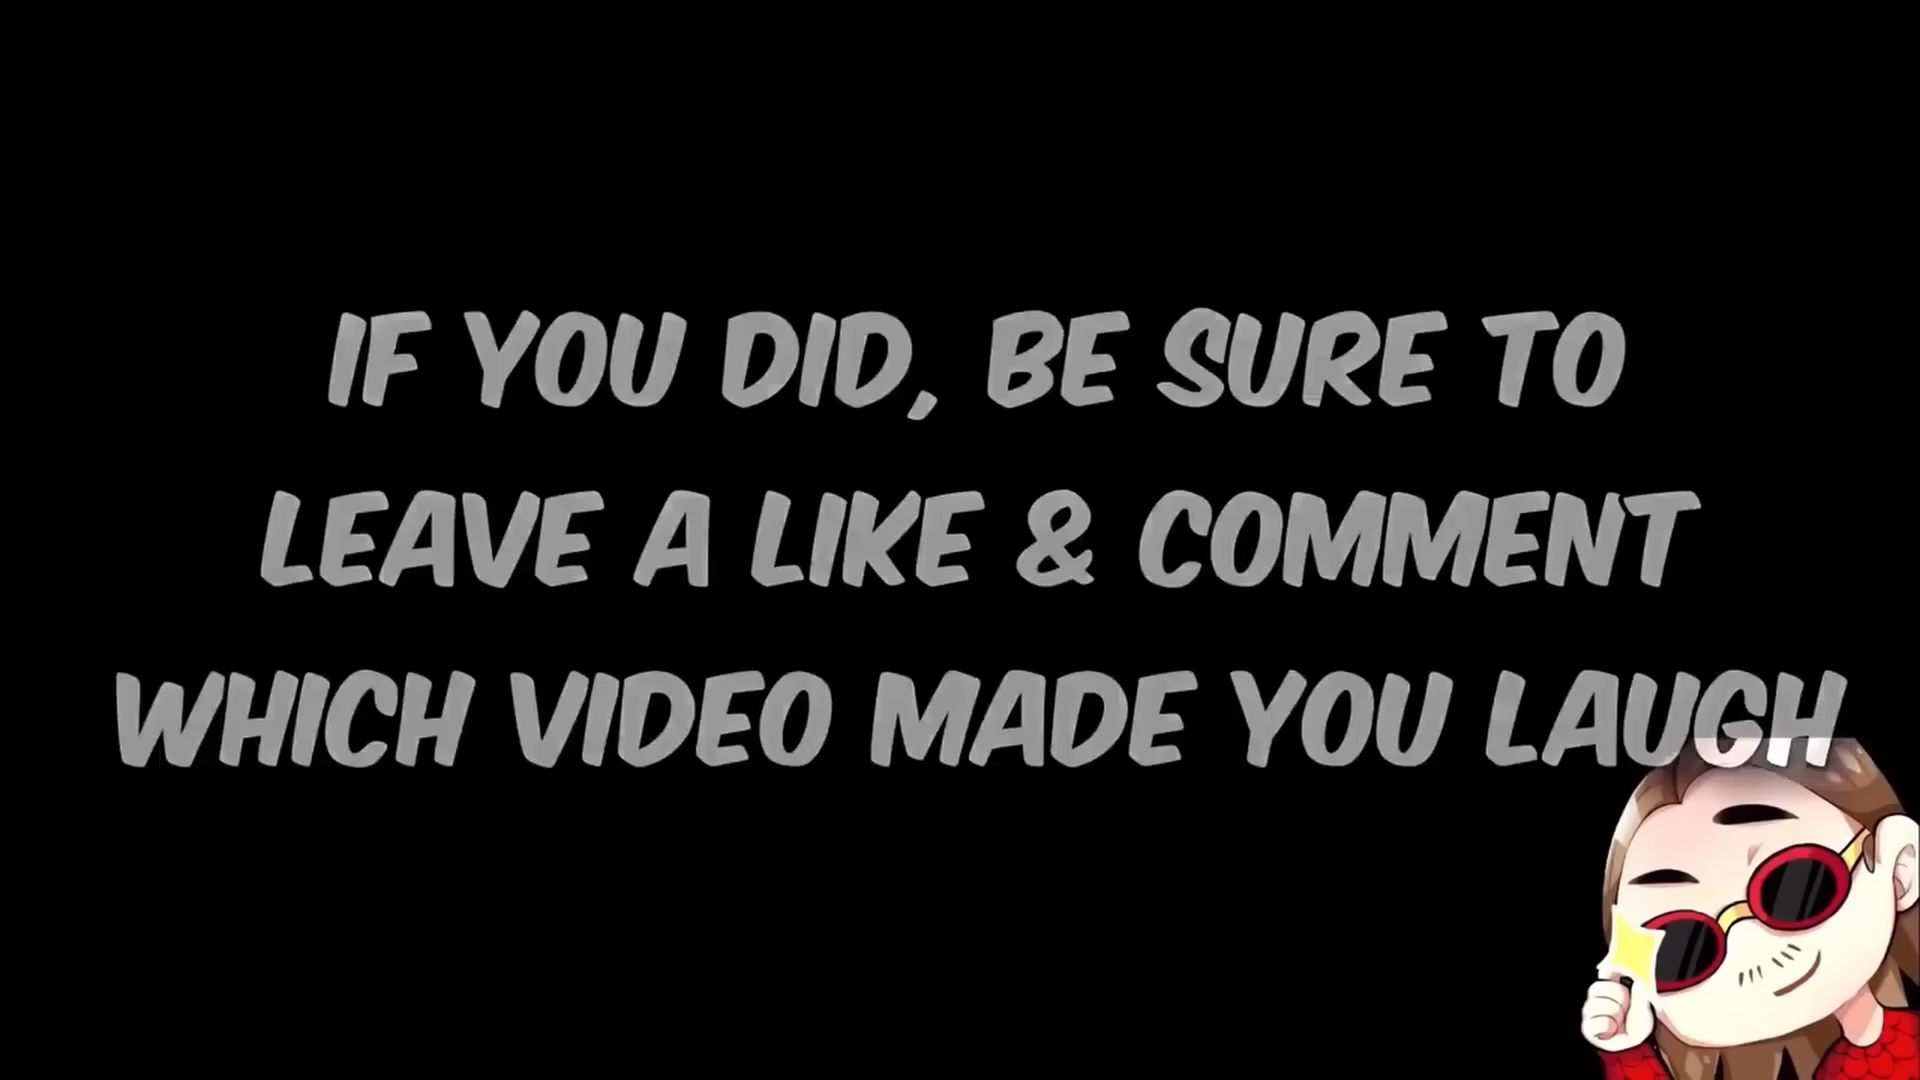 IF YOU DID, BE SURE TO
LEAVE A LIKE & COMMENT
WHICH VIDEO MADE YOU LAUGH